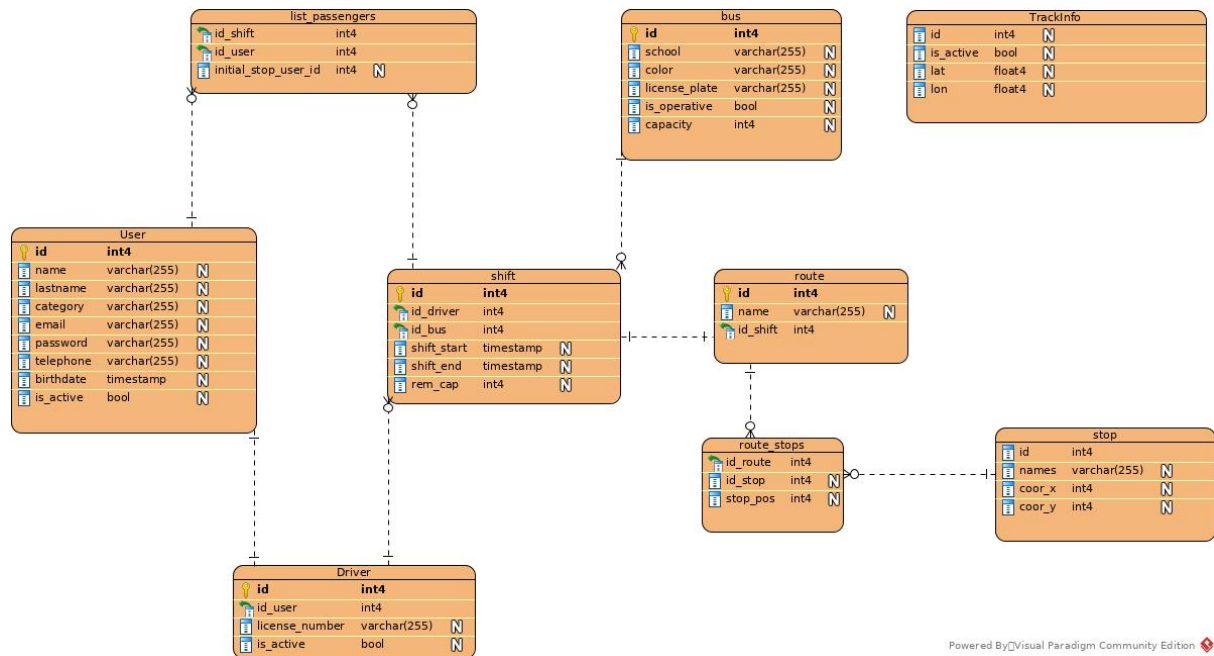 list_passengers
id_shift int4
id_user int4
initial_stop_user_id int4 N
bus
id int4
school varchar(255) N
color varchar(255) N
license_plate varchar(255) N
is_operative bool N
capacity int4 N
TrackInfo
id int4 N
is_active bool N
lat float4 N
lon float4 N
User
id int4
name varchar(255) N
lastname varchar(255) N
category varchar(255) N
email varchar(255) N
password varchar(255) N
telephone varchar(255) N
birthdate timestamp N
is_active bool N
shift
id int4
id_driver int4
id_bus int4
shift_start timestamp N
shift_end timestamp N
rem_cap int4 N
route
id int4
name varchar(255) N
id_shift int4
route_stops
id_route int4
id_stop int4 N
stop_pos int4 N
stop
id int4
names varchar(255) N
coor_x int4 N
coor_y int4 N
Driver
id int4
id_user int4
license_number varchar(255) N
is_active bool N
Powered By Visual Paradigm Community Edition